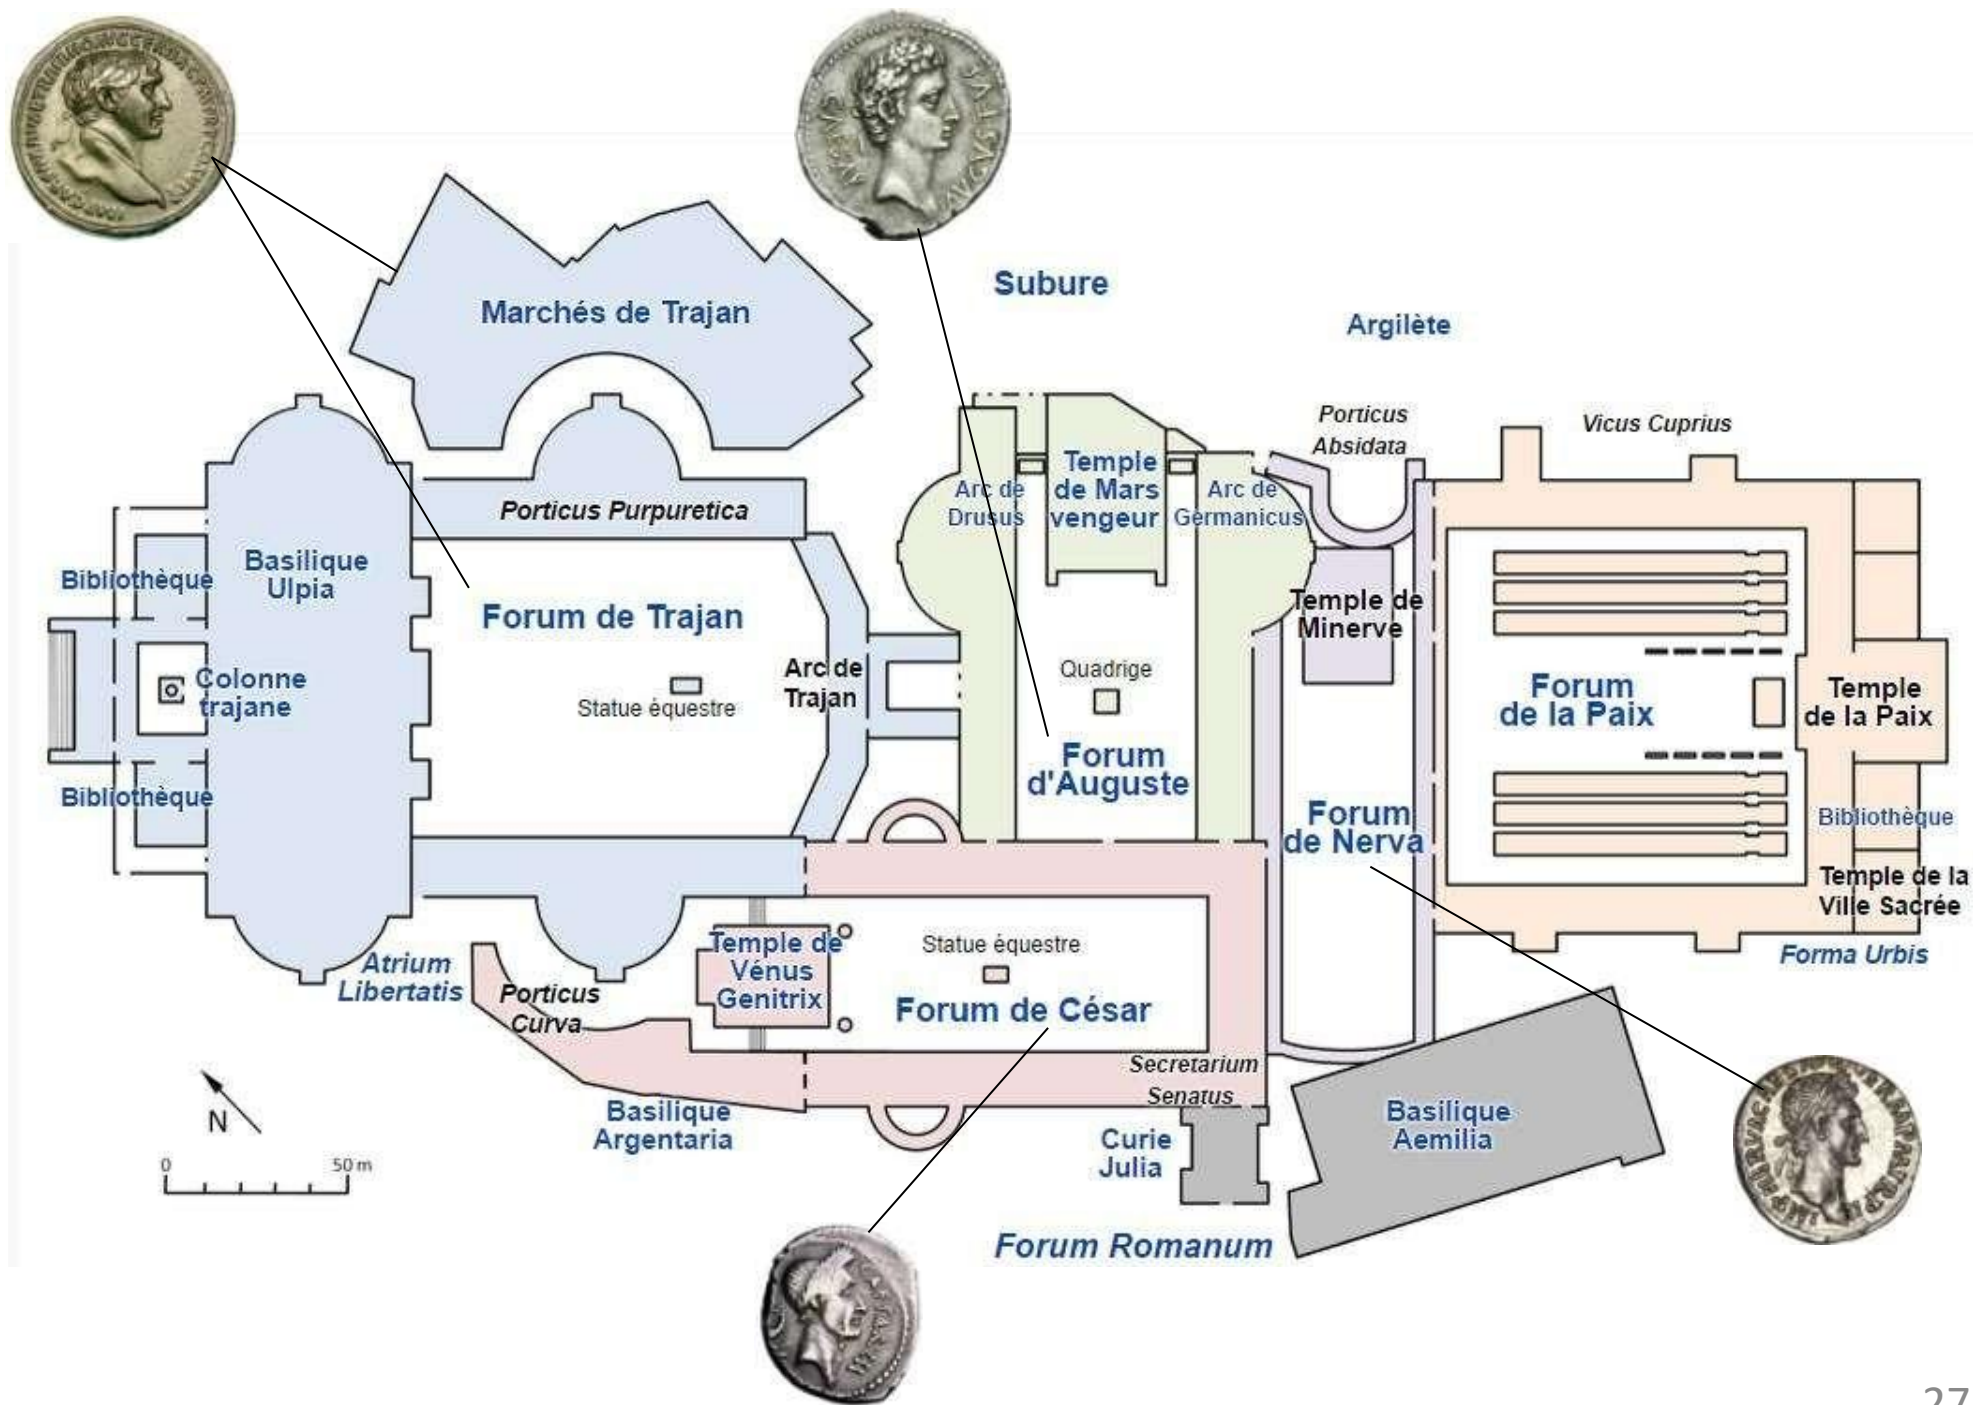 CAESAR
AVGVSTVS
Subure
Marchés de Trajan
Argilète
Porticus
Absidata
Vicus Cuprius
Temple
de Mars
vengeur
Arc de
Drusus
Arc de
Germanicus
Porticus Purpuretica
Basilique
Ulpia
Bibliothèque
Forum de Trajan
Temple de
Minerve
Colonne
trajane
Arc de
Trajan
Statue équestre
Quadrige
Forum
de la Paix
Temple
de la Paix
Forum
d'Auguste
Bibliothèque
Forum
de Nerva
Bibliothèque
Temple de la
Ville Sacrée
Forma Urbis
Temple de
Vénus
Genitrix
Statue équestre
Forum de César
Atrium
Libertatis
Porticus
Curva
Secretarium
Senatus
N
Basilique
Argentaria
Curie
Julia
Basilique
Aemilia
0 50 m
Forum Romanum
27